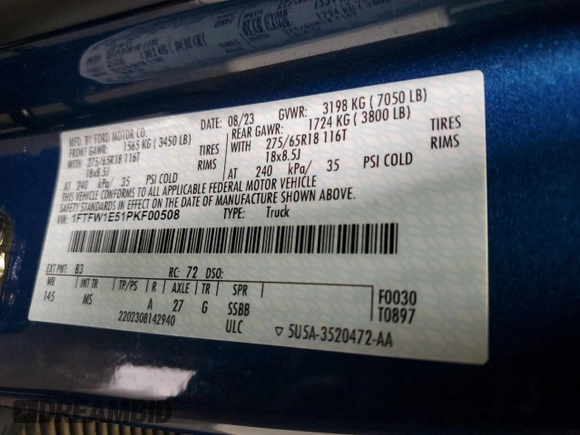 MFD. BY FORD MOTOR CO. DATE: 08/23 GVWR: 3198 KG ( 7050 LB)
FRONT GAWR: 1565 KG ( 3450 LB) REAR GAWR: 1724 KG ( 3800 LB)
WITH 275/65R18 116T TIRES WITH 275/65R18 116T TIRES
18x8.5J RIMS 18x8.5J RIMS
AT 240 kPa/ 35 PSI COLD AT 240 kPa/ 35 PSI COLD
THIS VEHICLE CONFORMS TO ALL APPLICABLE FEDERAL MOTOR VEHICLE
SAFETY STANDARDS IN EFFECT ON THE DATE OF MANUFACTURE SHOWN ABOVE.
VIN: 1FTFW1E51PKF00508 TYPE: Truck
EXT PNT: B3 RC: 72 DSO:
WB INT TR TP/PS R AXLE TR SPR F0030
145 MS A 27 G SSBB T0897
2202308142940 ULC ▽ 5U5A-3520472-AA
DREAMBID